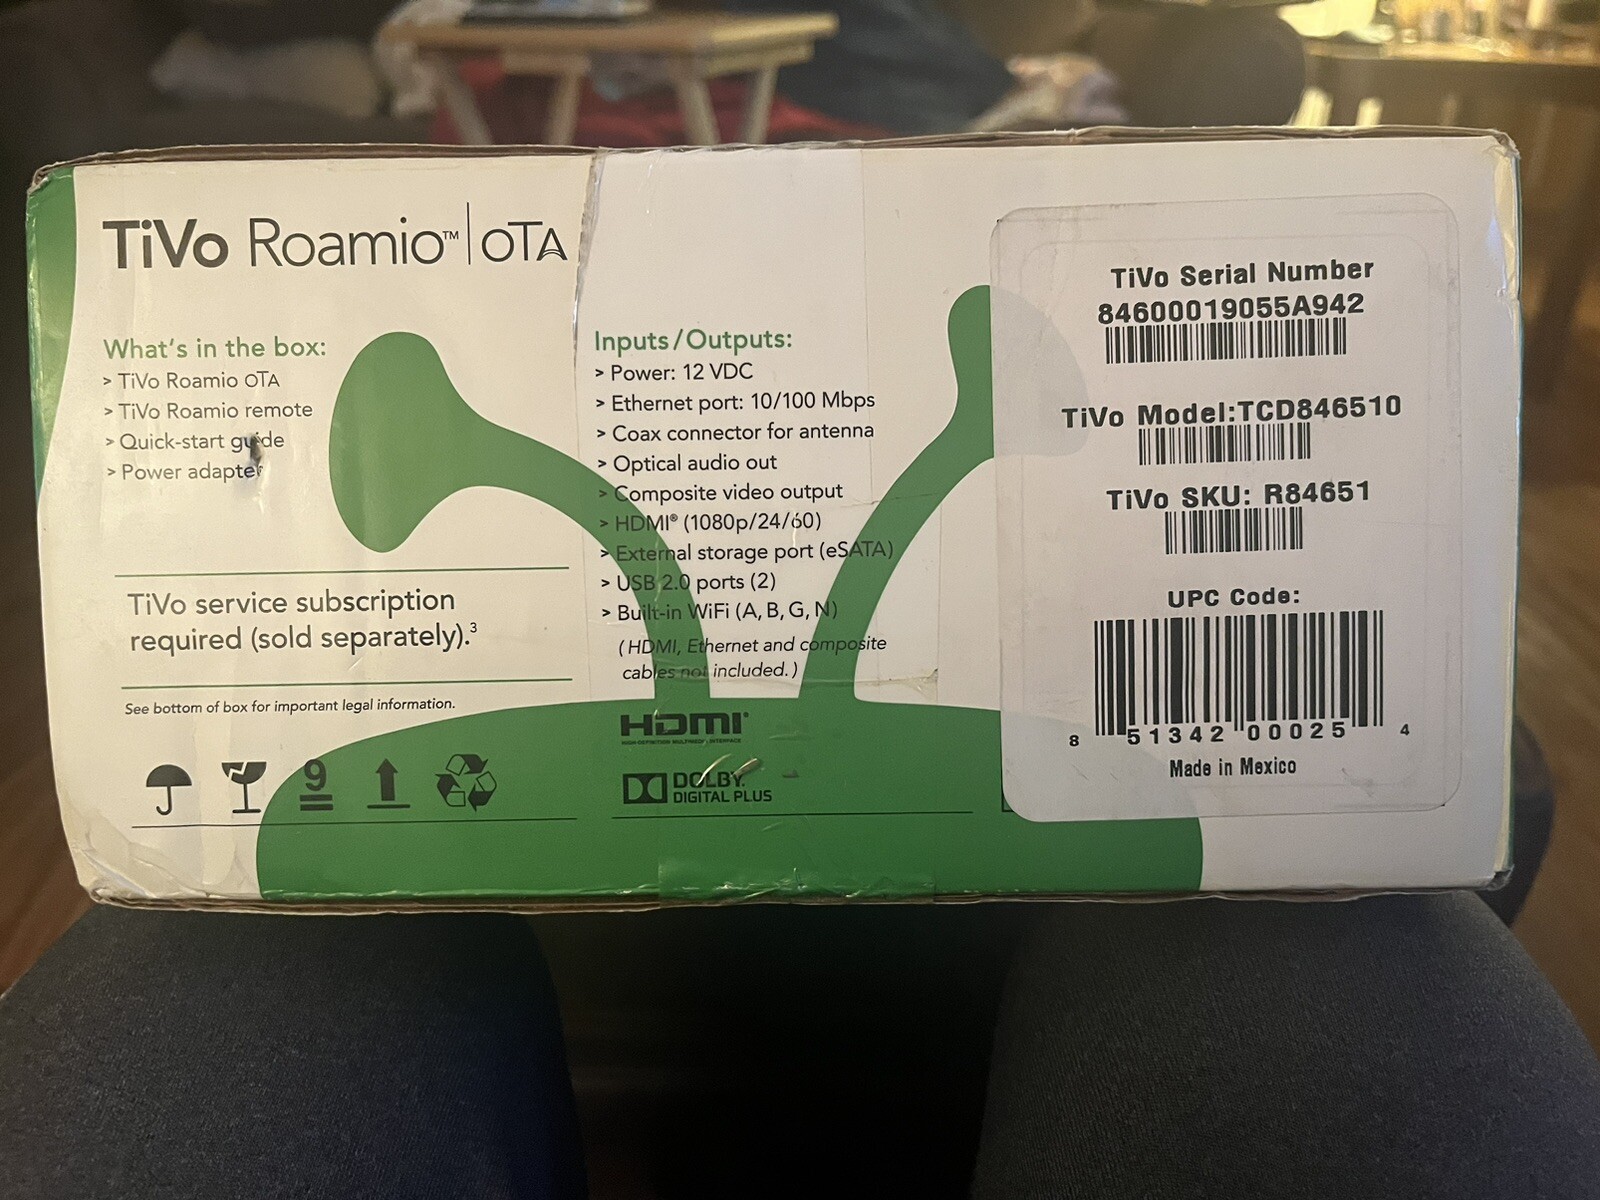 TiVo Roamio™ | OTA
What's in the box:
> TiVo Roamio OTA
> TiVo Roamio remote
> Quick-start guide
> Power adapter
TiVo service subscription
required (sold separately).³
See bottom of box for important legal information.
9
Inputs/Outputs:
> Power: 12 VDC
> Ethernet port: 10/100 Mbps
> Coax connector for antenna
> Optical audio out
> Composite video output
> HDMI® (1080p/24/60)
> External storage port (eSATA)
> USB 2.0 ports (2)
> Built-in WiFi (A, B, G, N)
(HDMI, Ethernet and composite
cables not included.)
HDMI®
HIGH-DEFINITION MULTIMEDIA INTERFACE
DOLBY
DIGITAL PLUS
TiVo Serial Number
84600019055A942
TiVo Model:TCD846510
TiVo SKU: R84651
UPC Code:
8 51342 00025 4
Made in Mexico